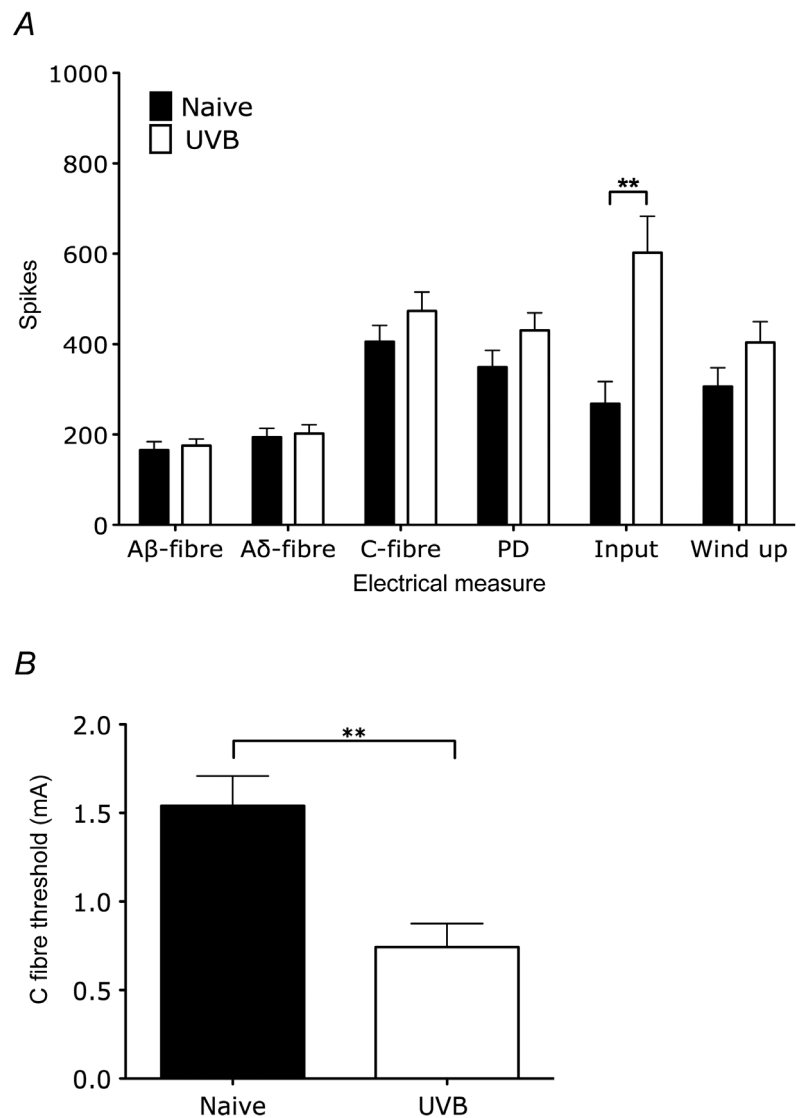 A
1000
800
600
400
200
0
Spikes
Naive
UVB
**
Aβ-fibre Aδ-fibre C-fibre PD Input Wind up
Electrical measure
B
2.0
1.5
1.0
0.5
0.0
C fibre threshold (mA)
**
Naive UVB